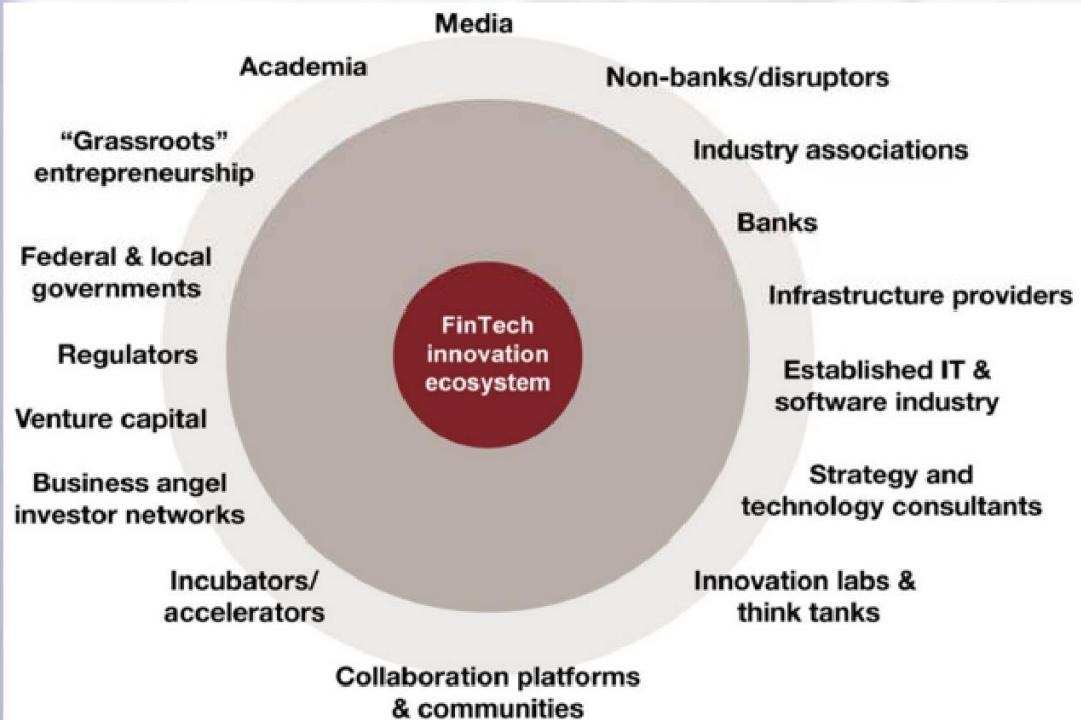 Media
Academia
Non-banks/disruptors
“Grassroots”
entrepreneurship
Industry associations
Banks
Federal & local
governments
Infrastructure providers
FinTech
innovation
ecosystem
Regulators
Established IT &
software industry
Venture capital
Business angel
investor networks
Strategy and
technology consultants
Incubators/
accelerators
Innovation labs &
think tanks
Collaboration platforms
& communities